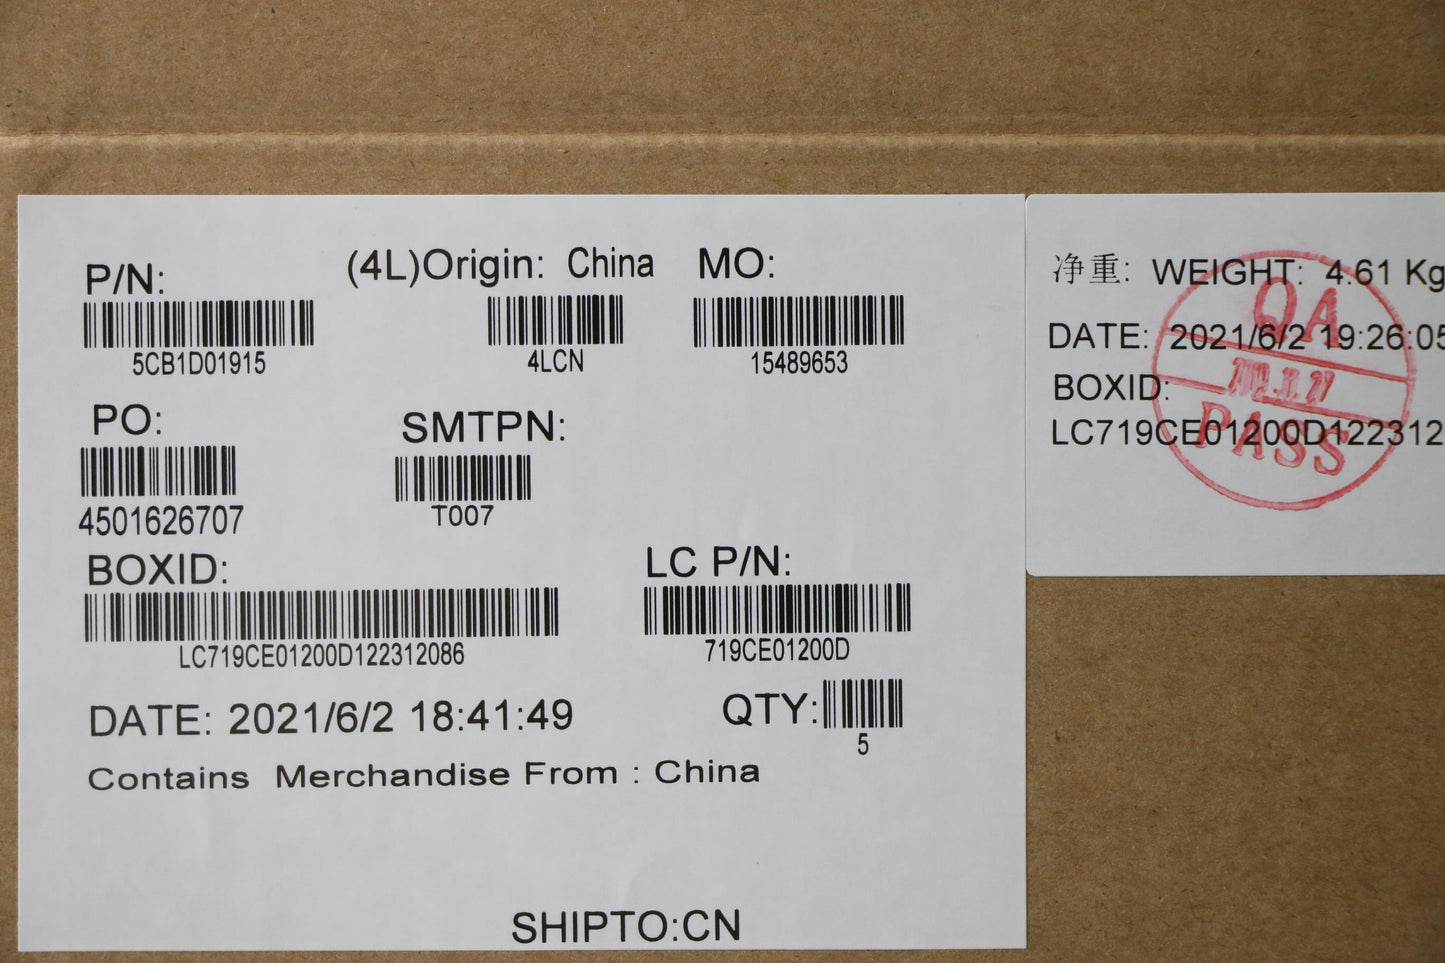 P/N:
5CB1D01915
(4L)Origin: China
4LCN
MO:
15489653
PO:
4501626707
SMTPN:
T007
BOXID:
LC719CE01200D122312086
LC P/N:
719CE01200D
DATE: 2021/6/2 18:41:49
QTY:
5
Contains Merchandise From : China
SHIPTO:CN
净重: WEIGHT: 4.61 Kg
DATE: 2021/6/2 19:26:05
BOXID:
LC719CE01200D122312
QA
PASS